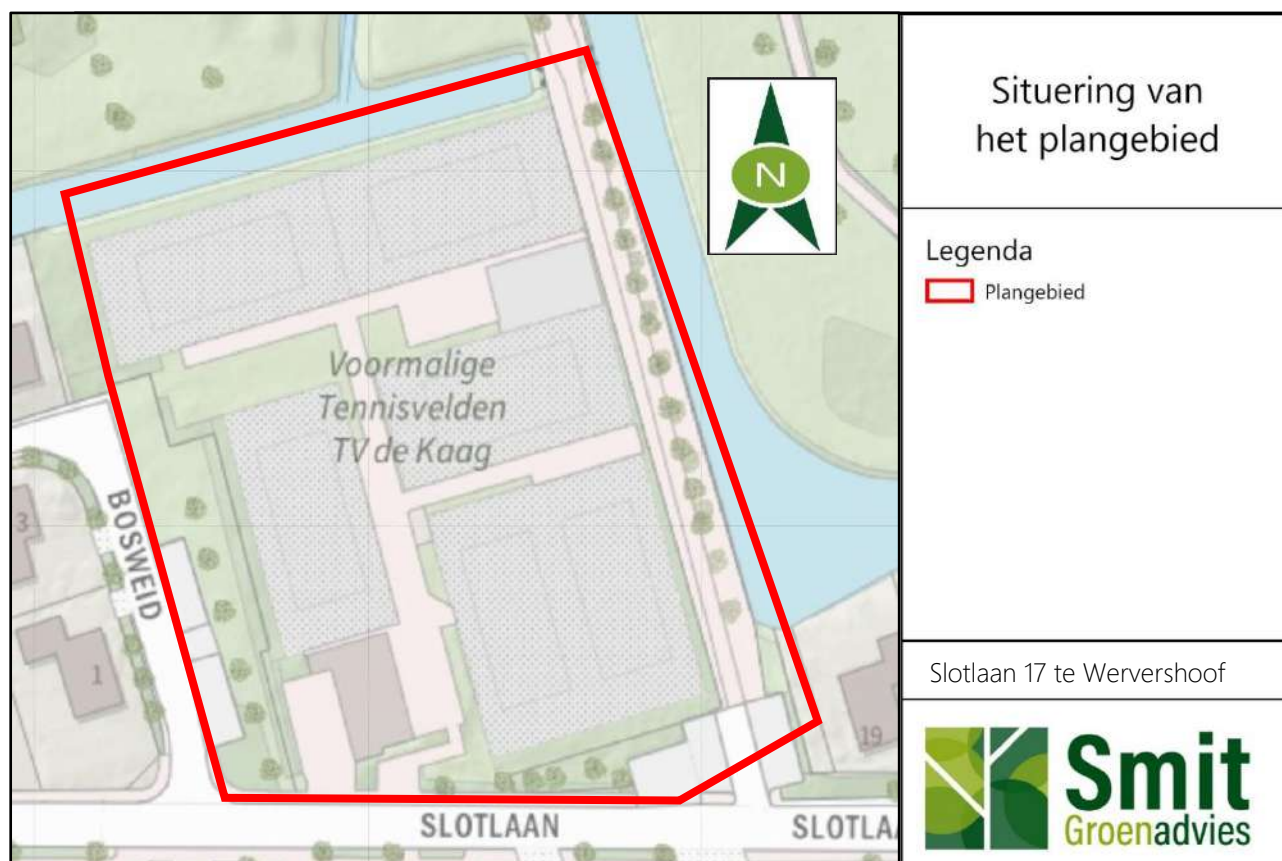 N
Voormalige
Tennisvelden
TV de Kaag
BOSWEID
3
1
19
SLOTLAAN
SLOTLAA
Situering van
het plangebied
Legenda
Plangebied
Slotlaan 17 te Wervershoof
Smit
Groenadvies